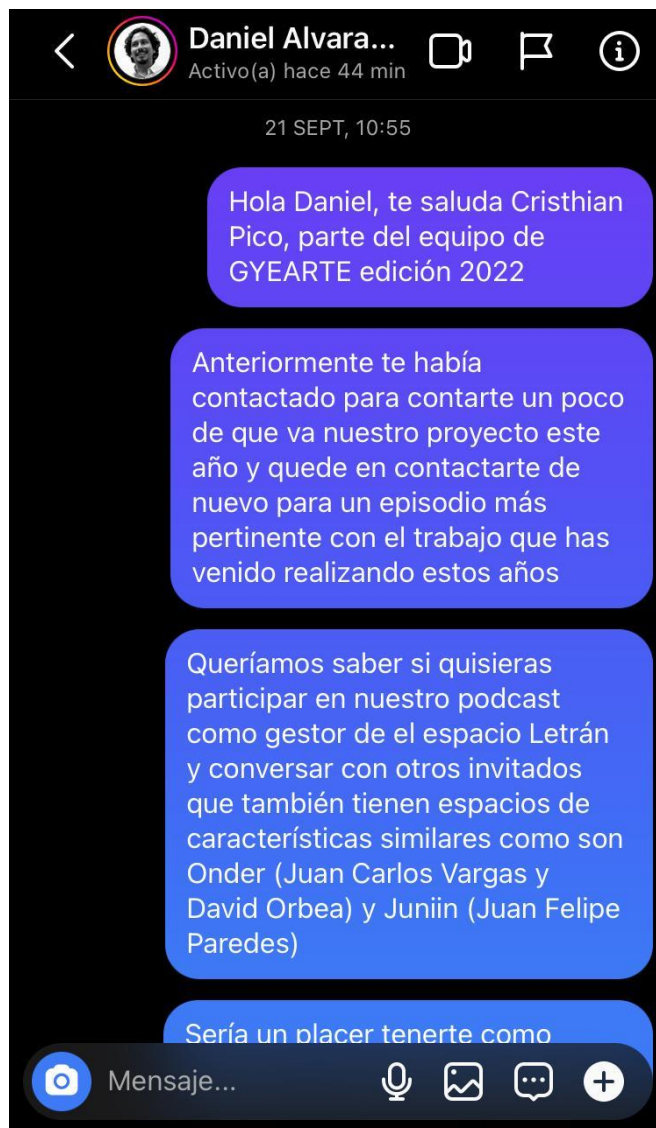 Daniel Alvara...
Activo(a) hace 44 min
21 SEPT, 10:55
Hola Daniel, te saluda Cristhian
Pico, parte del equipo de
GYEARTE edición 2022
Anteriormente te había
contactado para contarte un poco
de que va nuestro proyecto este
año y quede en contactarte de
nuevo para un episodio más
pertinente con el trabajo que has
venido realizando estos años
Queríamos saber si quisieras
participar en nuestro podcast
como gestor de el espacio Letrán
y conversar con otros invitados
que también tienen espacios de
características similares como son
Onder (Juan Carlos Vargas y
David Orbea) y Juniin (Juan Felipe
Paredes)
Sería un placer tenerte como
Mensaje...